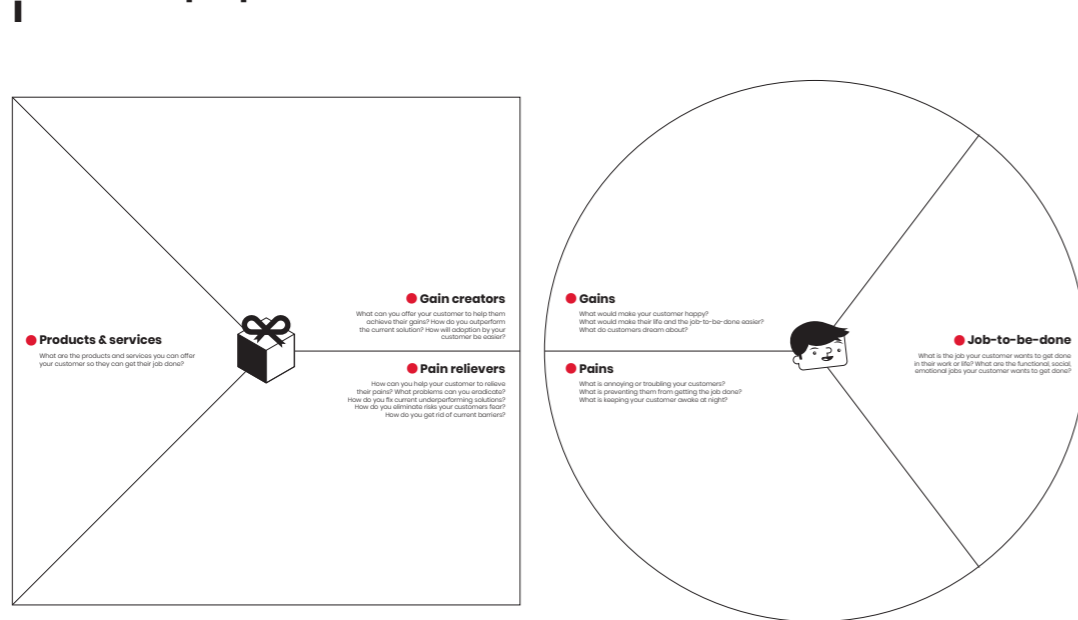 Products & services
What are the products and services you can offer
your customer so they can get their job done?
Gain creators
What can you offer your customer to help them
achieve their gains? How do you outperform
the current solution? How will adoption by your
customer be easier?
Pain relievers
How can you help your customer to relieve
their pains? What problems can you eradicate?
How do you fix current underperforming solutions?
How do you eliminate risks your customers fear?
How do you get rid of current barriers?
Gains
What would make your customer happy?
What would make their life and the job-to-be-done easier?
What do customers dream about?
Pains
What is annoying or troubling your customers?
What is preventing them from getting the job done?
What is keeping your customer awake at night?
Job-to-be-done
What is the job your customer wants to get done
in their work or life? What are the functional, social,
emotional jobs your customer wants to get done?